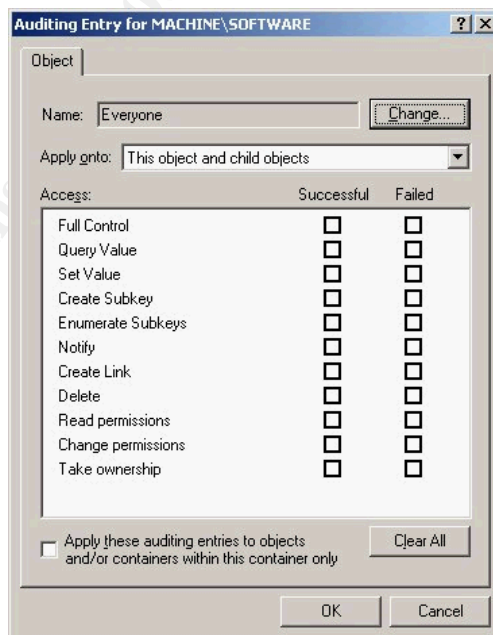 Auditing Entry for MACHINE\SOFTWARE
Object
Name: Everyone Change...
Apply onto: This object and child objects
Access: Successful Failed
Full Control
Query Value
Set Value
Create Subkey
Enumerate Subkeys
Notify
Create Link
Delete
Read permissions
Change permissions
Take ownership
Apply these auditing entries to objects
and/or containers within this container only
Clear All
OK Cancel